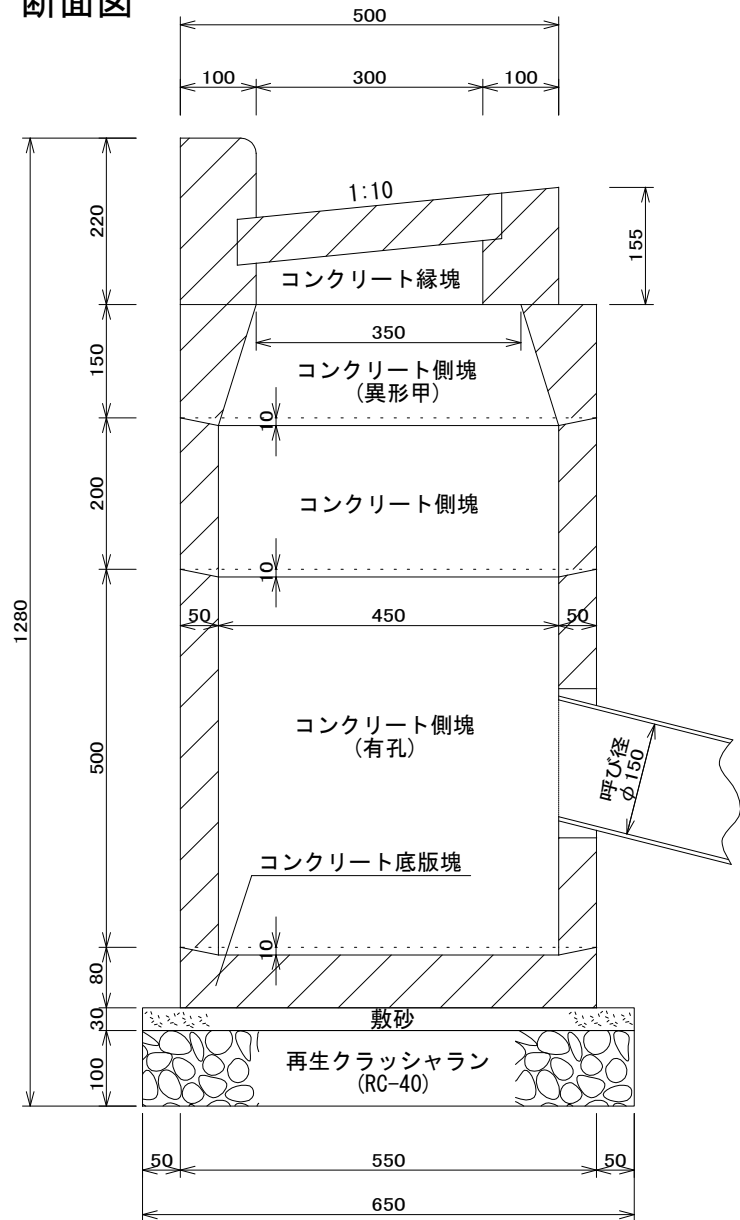 断面図
500
100
300
100
220
1:10
155
コンクリート縁塊
350
150
コンクリート側塊
(異形甲)
10
200
コンクリート側塊
10
1280
50
450
50
500
コンクリート側塊
(有孔)
呼び径
φ150
コンクリート底版塊
10
80
30
敷砂
100
再生クラッシャラン
(RC-40)
50
550
50
650